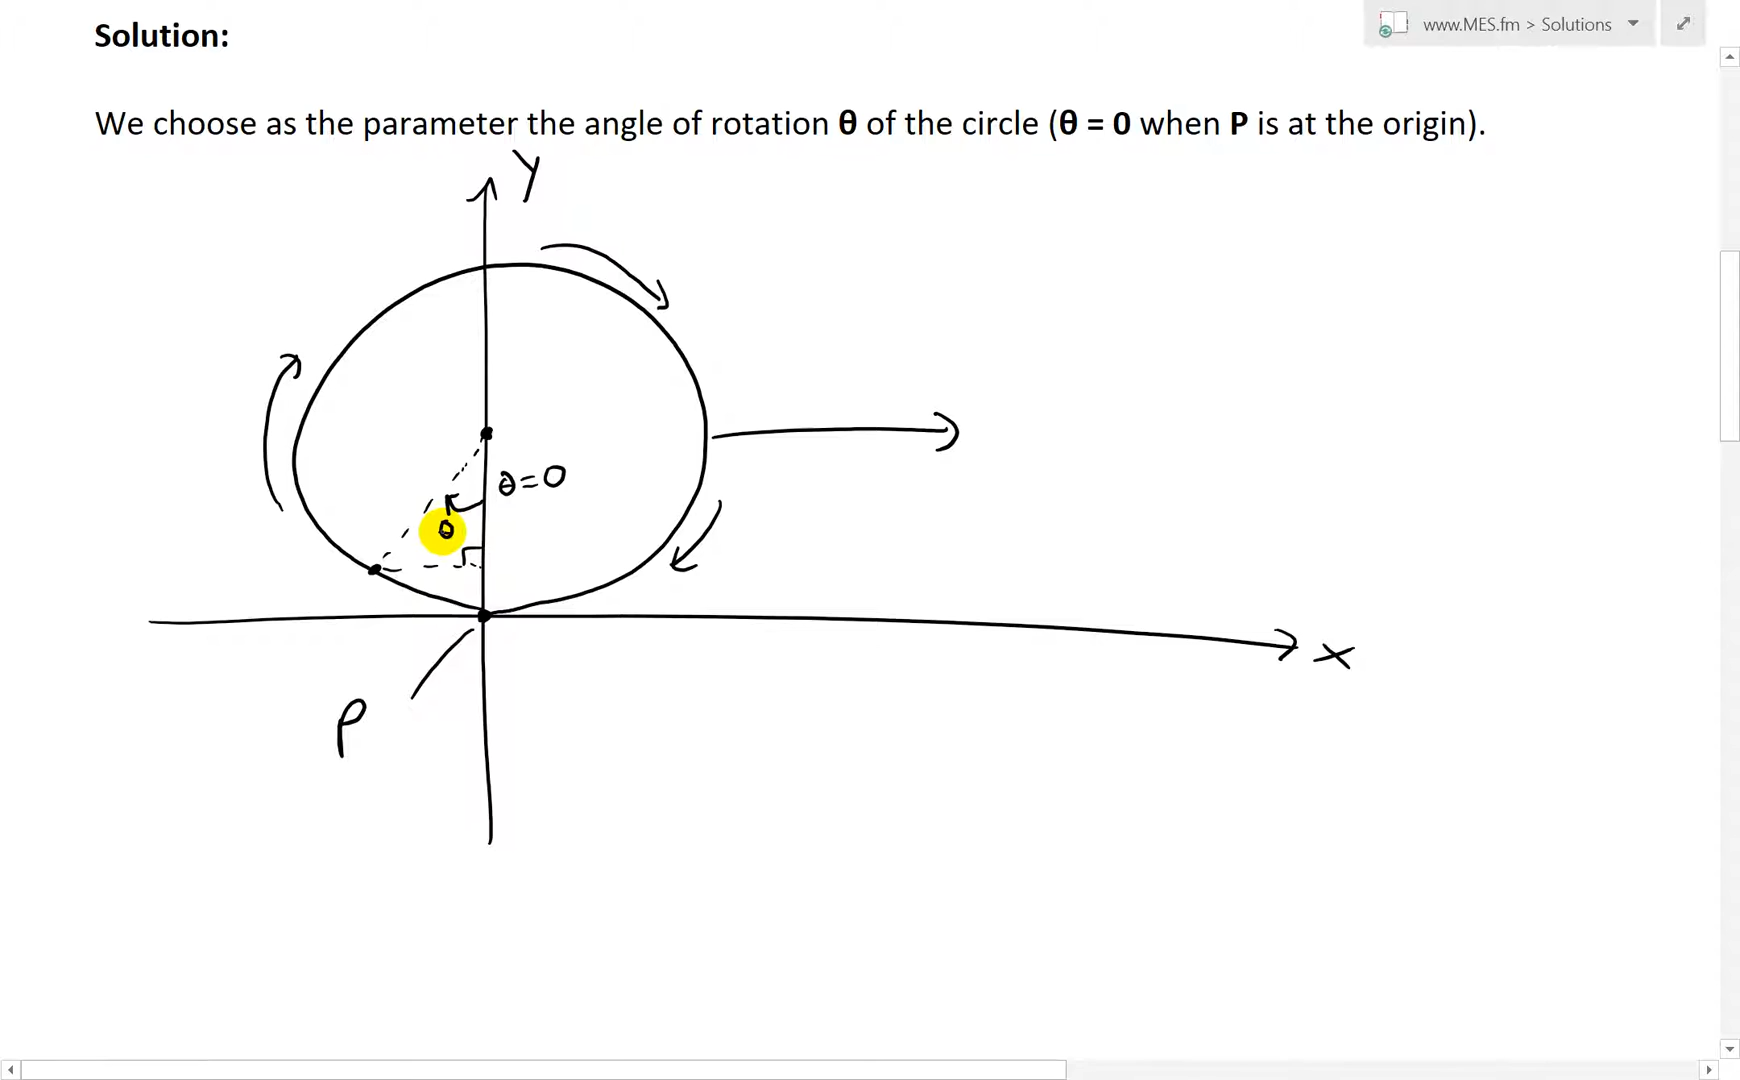 www.MES.fm > Solutions
Solution:
We choose as the parameter the angle of rotation θ of the circle (θ = 0 when P is at the origin).
Y
θ=0
θ
x
P